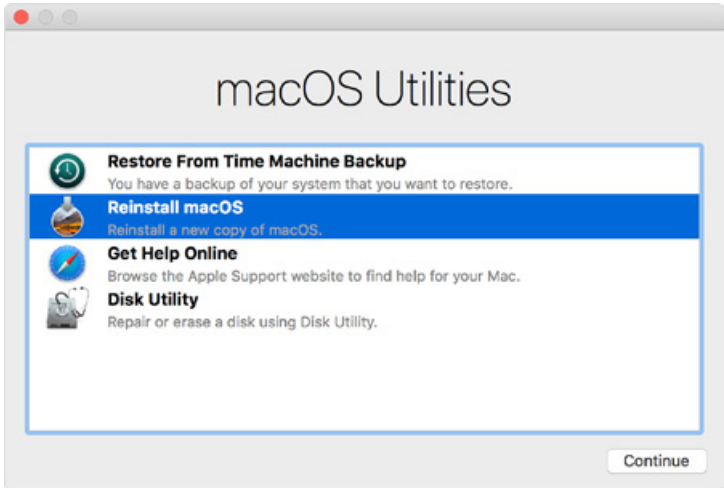 macOS Utilities
Restore From Time Machine Backup
You have a backup of your system that you want to restore.
Reinstall macOS
Reinstall a new copy of macOS.
Get Help Online
Browse the Apple Support website to find help for your Mac.
Disk Utility
Repair or erase a disk using Disk Utility.
Continue